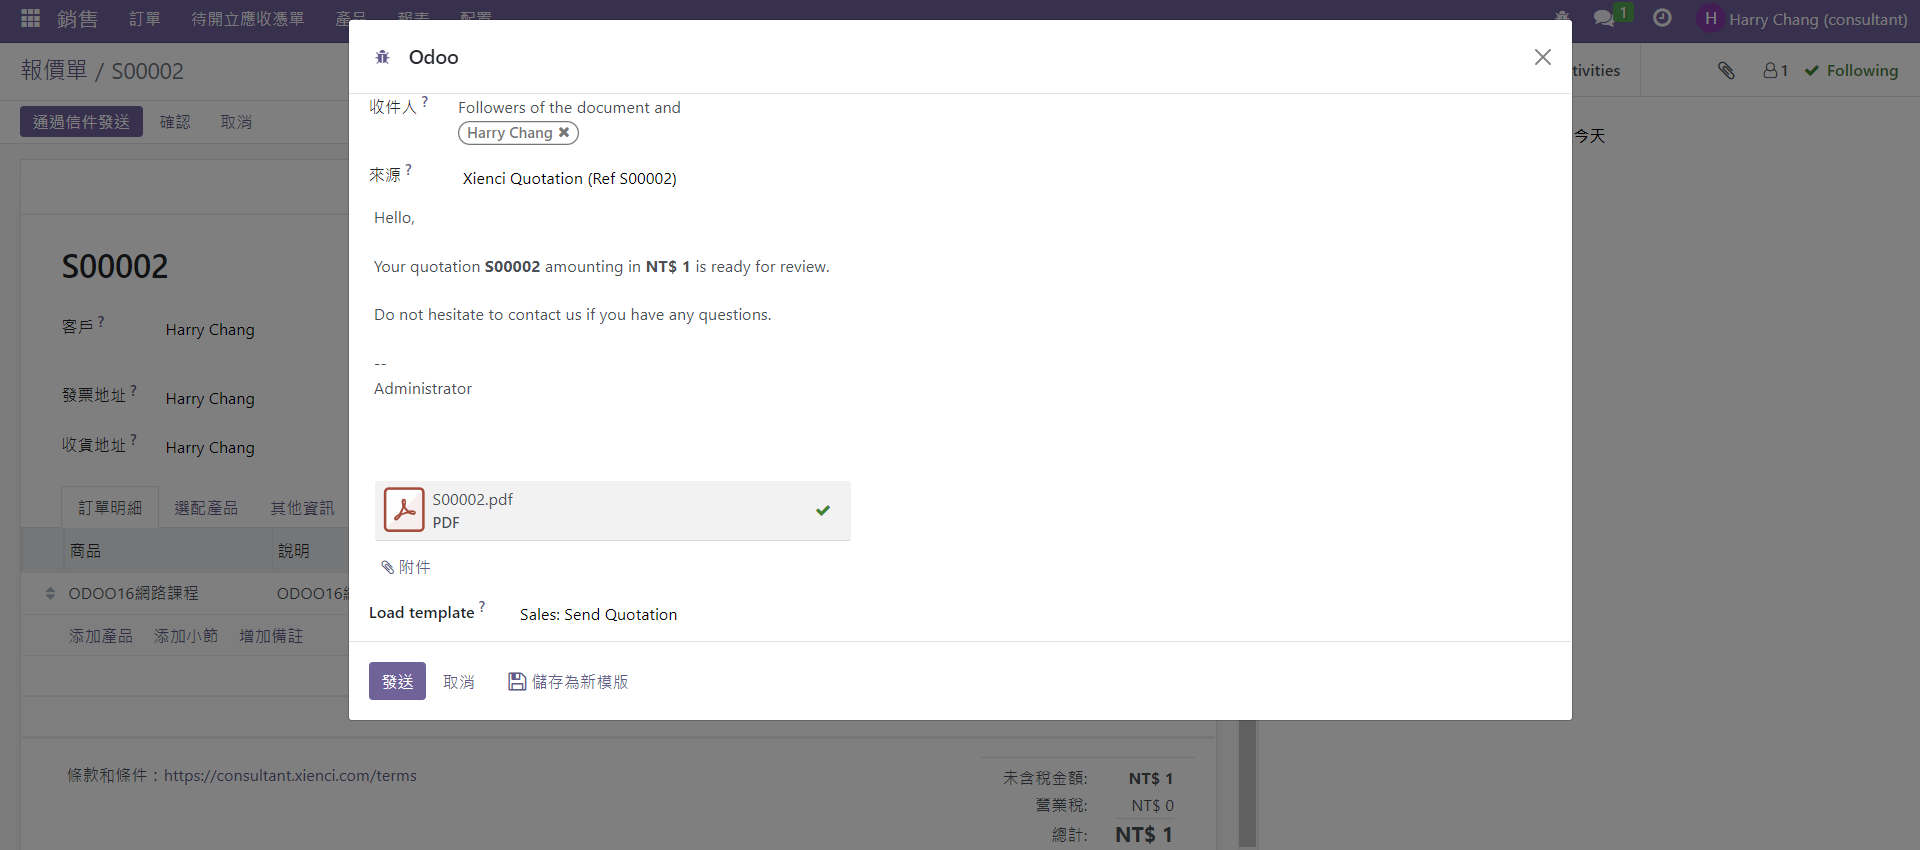 銷售 訂單 待開立應收憑單 產品 報表 配置 1 H Harry Chang (consultant)
Odoo
報價單 / S00002
tivities 1 Following
通過信件發送 確認 取消
收件人 ? Followers of the document and
Harry Chang ✖
今天
來源 ? Xienci Quotation (Ref S00002)
Hello,
Your quotation S00002 amounting in NT$ 1 is ready for review.
Do not hesitate to contact us if you have any questions.
--
Administrator
S00002.pdf
PDF
附件
Load template ? Sales: Send Quotation
發送 取消 儲存為新模版
S00002
客戶 ? Harry Chang
發票地址 ? Harry Chang
收貨地址 ? Harry Chang
訂單明細 選配產品 其他資訊
商品 說明
ODOO16網路課程 ODOO16
添加產品 添加小節 增加備註
條款和條件：https://consultant.xienci.com/terms
未含稅金額: NT$ 1
營業稅: NT$ 0
總計: NT$ 1